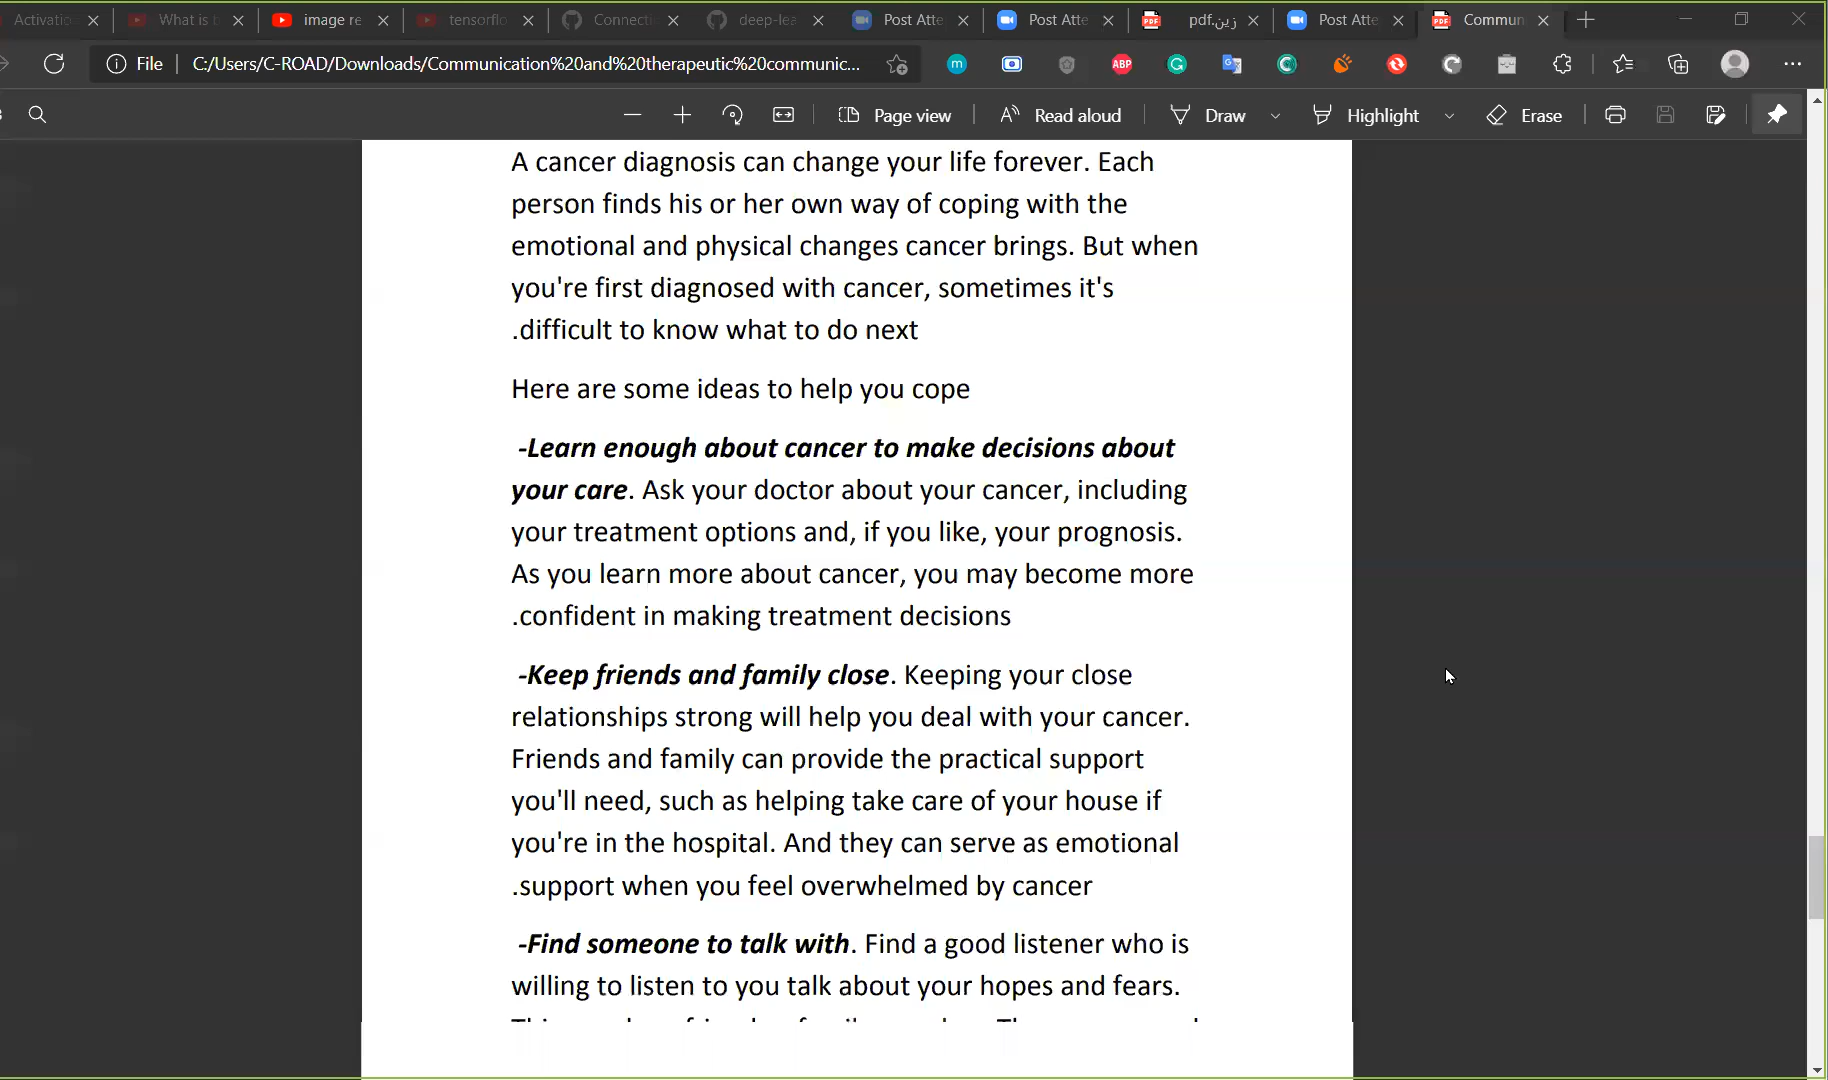 Activatio
What is b
image re
tensorflo
Connecti
deep-lea
Post Atte
Post Atte
زين.pdf
Post Atte
Commun
File
C:/Users/C-ROAD/Downloads/Communication%20and%20therapeutic%20communic...
ABP
Page view
Read aloud
Draw
Highlight
Erase
A cancer diagnosis can change your life forever. Each
person finds his or her own way of coping with the
emotional and physical changes cancer brings. But when
you're first diagnosed with cancer, sometimes it's
.difficult to know what to do next
Here are some ideas to help you cope
-Learn enough about cancer to make decisions about
your care. Ask your doctor about your cancer, including
your treatment options and, if you like, your prognosis.
As you learn more about cancer, you may become more
.confident in making treatment decisions
-Keep friends and family close. Keeping your close
relationships strong will help you deal with your cancer.
Friends and family can provide the practical support
you'll need, such as helping take care of your house if
you're in the hospital. And they can serve as emotional
.support when you feel overwhelmed by cancer
-Find someone to talk with. Find a good listener who is
willing to listen to you talk about your hopes and fears.